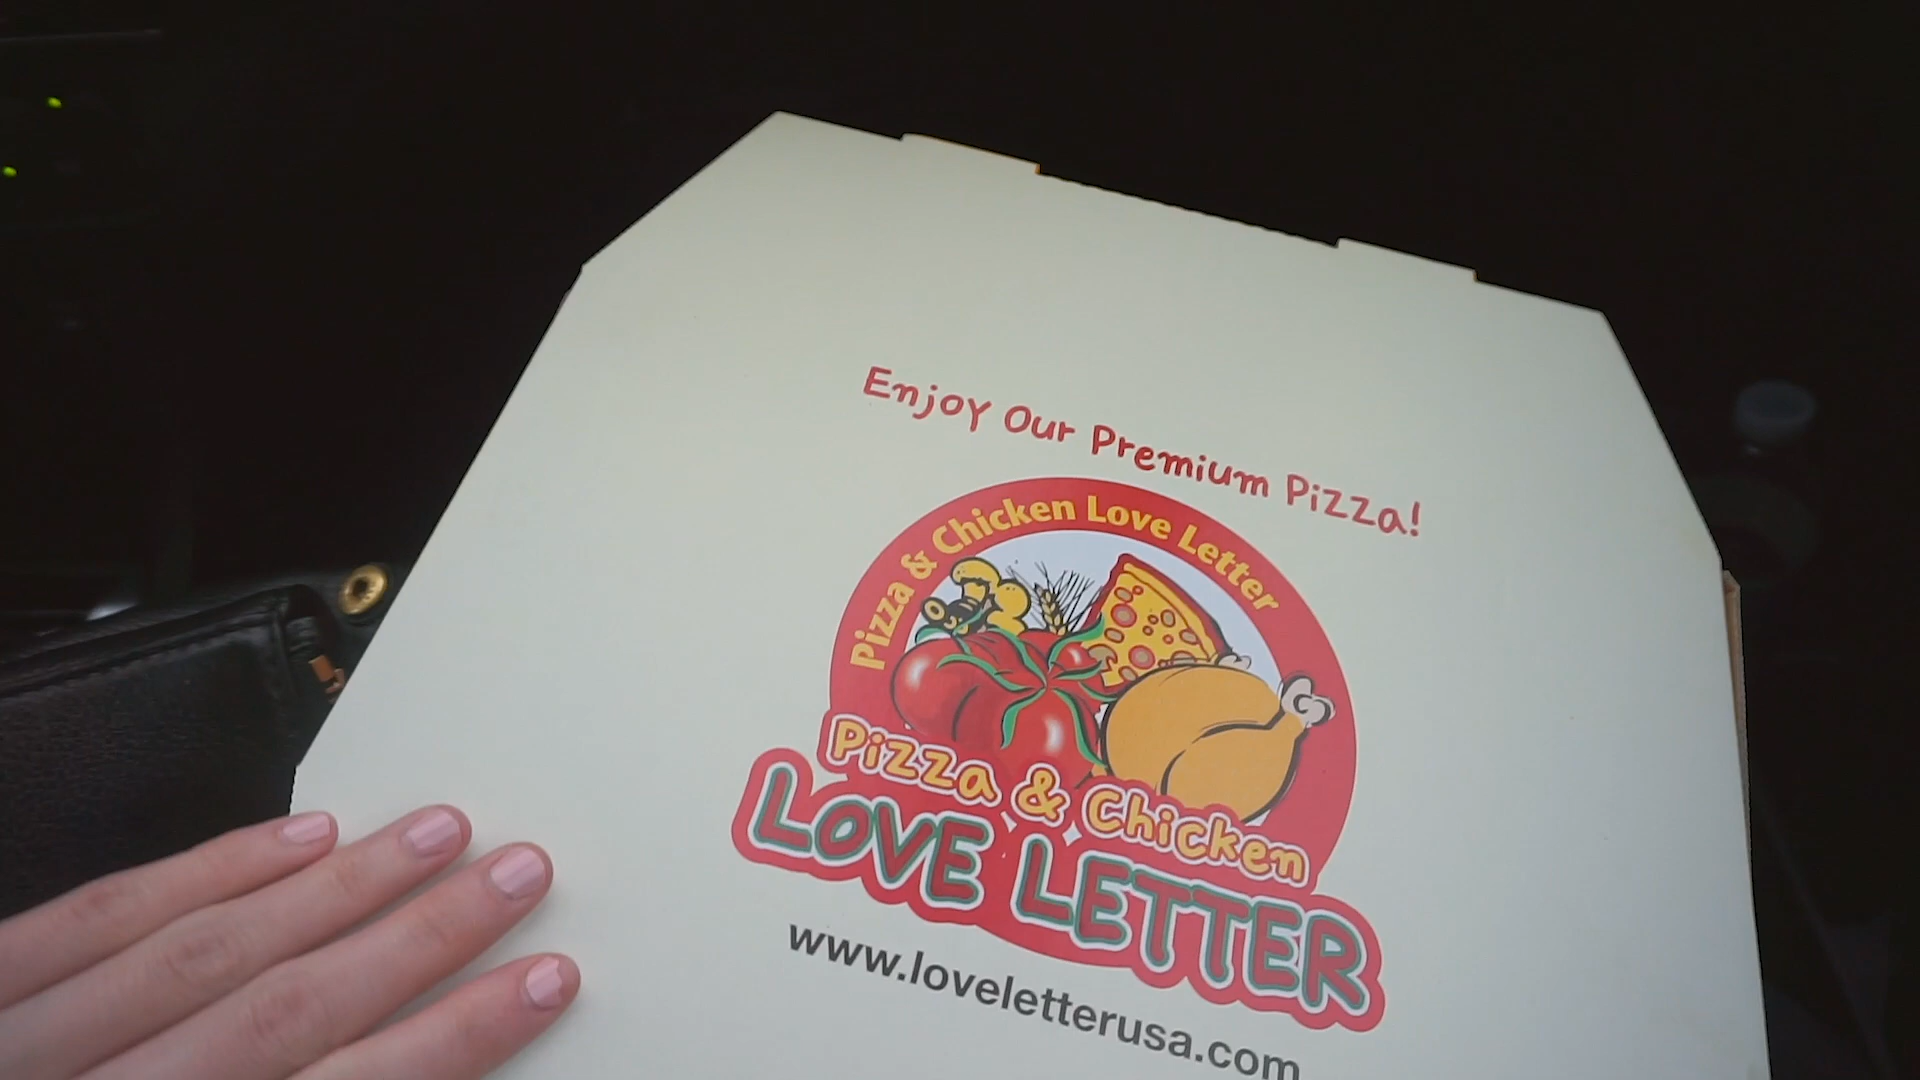 Enjoy Our Premium Pizza!
Pizza & Chicken Love Letter
Pizza & Chicken
LOVE LETTER
www.loveletterusa.com